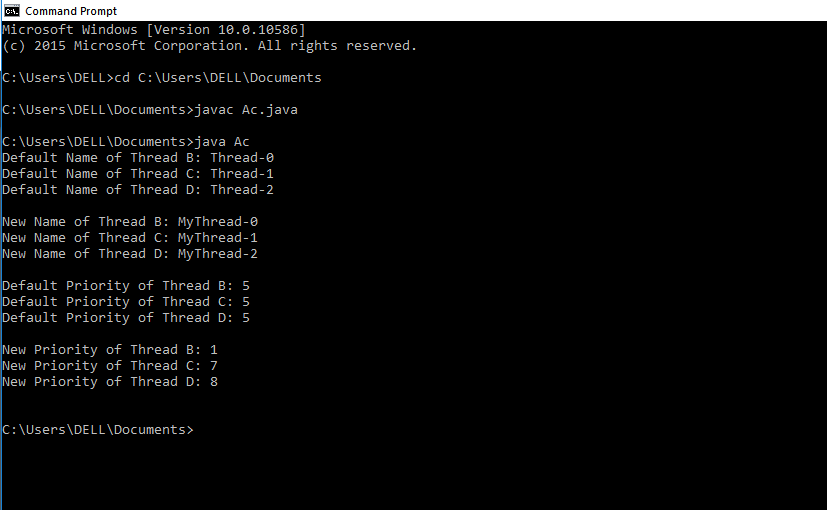 Command Prompt
Microsoft Windows [Version 10.0.10586]
(c) 2015 Microsoft Corporation. All rights reserved.
C:\Users\DELL>cd C:\Users\DELL\Documents
C:\Users\DELL\Documents>javac Ac.java
C:\Users\DELL\Documents>java Ac
Default Name of Thread B: Thread-0
Default Name of Thread C: Thread-1
Default Name of Thread D: Thread-2
New Name of Thread B: MyThread-0
New Name of Thread C: MyThread-1
New Name of Thread D: MyThread-2
Default Priority of Thread B: 5
Default Priority of Thread C: 5
Default Priority of Thread D: 5
New Priority of Thread B: 1
New Priority of Thread C: 7
New Priority of Thread D: 8
C:\Users\DELL\Documents>